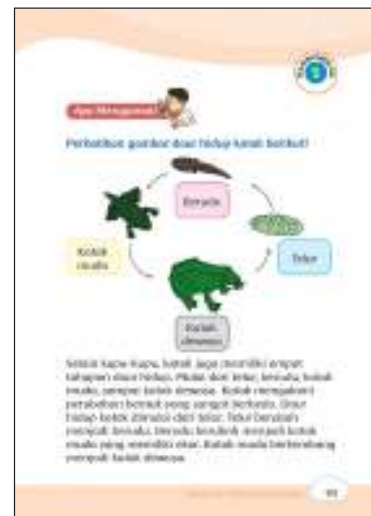 Ayo Mengamati
Perhatikan gambar daur hidup katak berikut!
Berudu
Katak
muda
Telur
Katak
dewasa
Selain kupu-kupu, katak juga memiliki empat
tahapan daur hidup. Mulai dari telur, berudu, katak
muda, sampai katak dewasa. Katak mengalami
perubahan bentuk yang sangat berbeda. Daur
hidup katak dimulai dari telur. Telur berubah
menjadi berudu. Berudu berubah menjadi katak
muda yang memiliki ekor. Katak muda berkembang
menjadi katak dewasa.